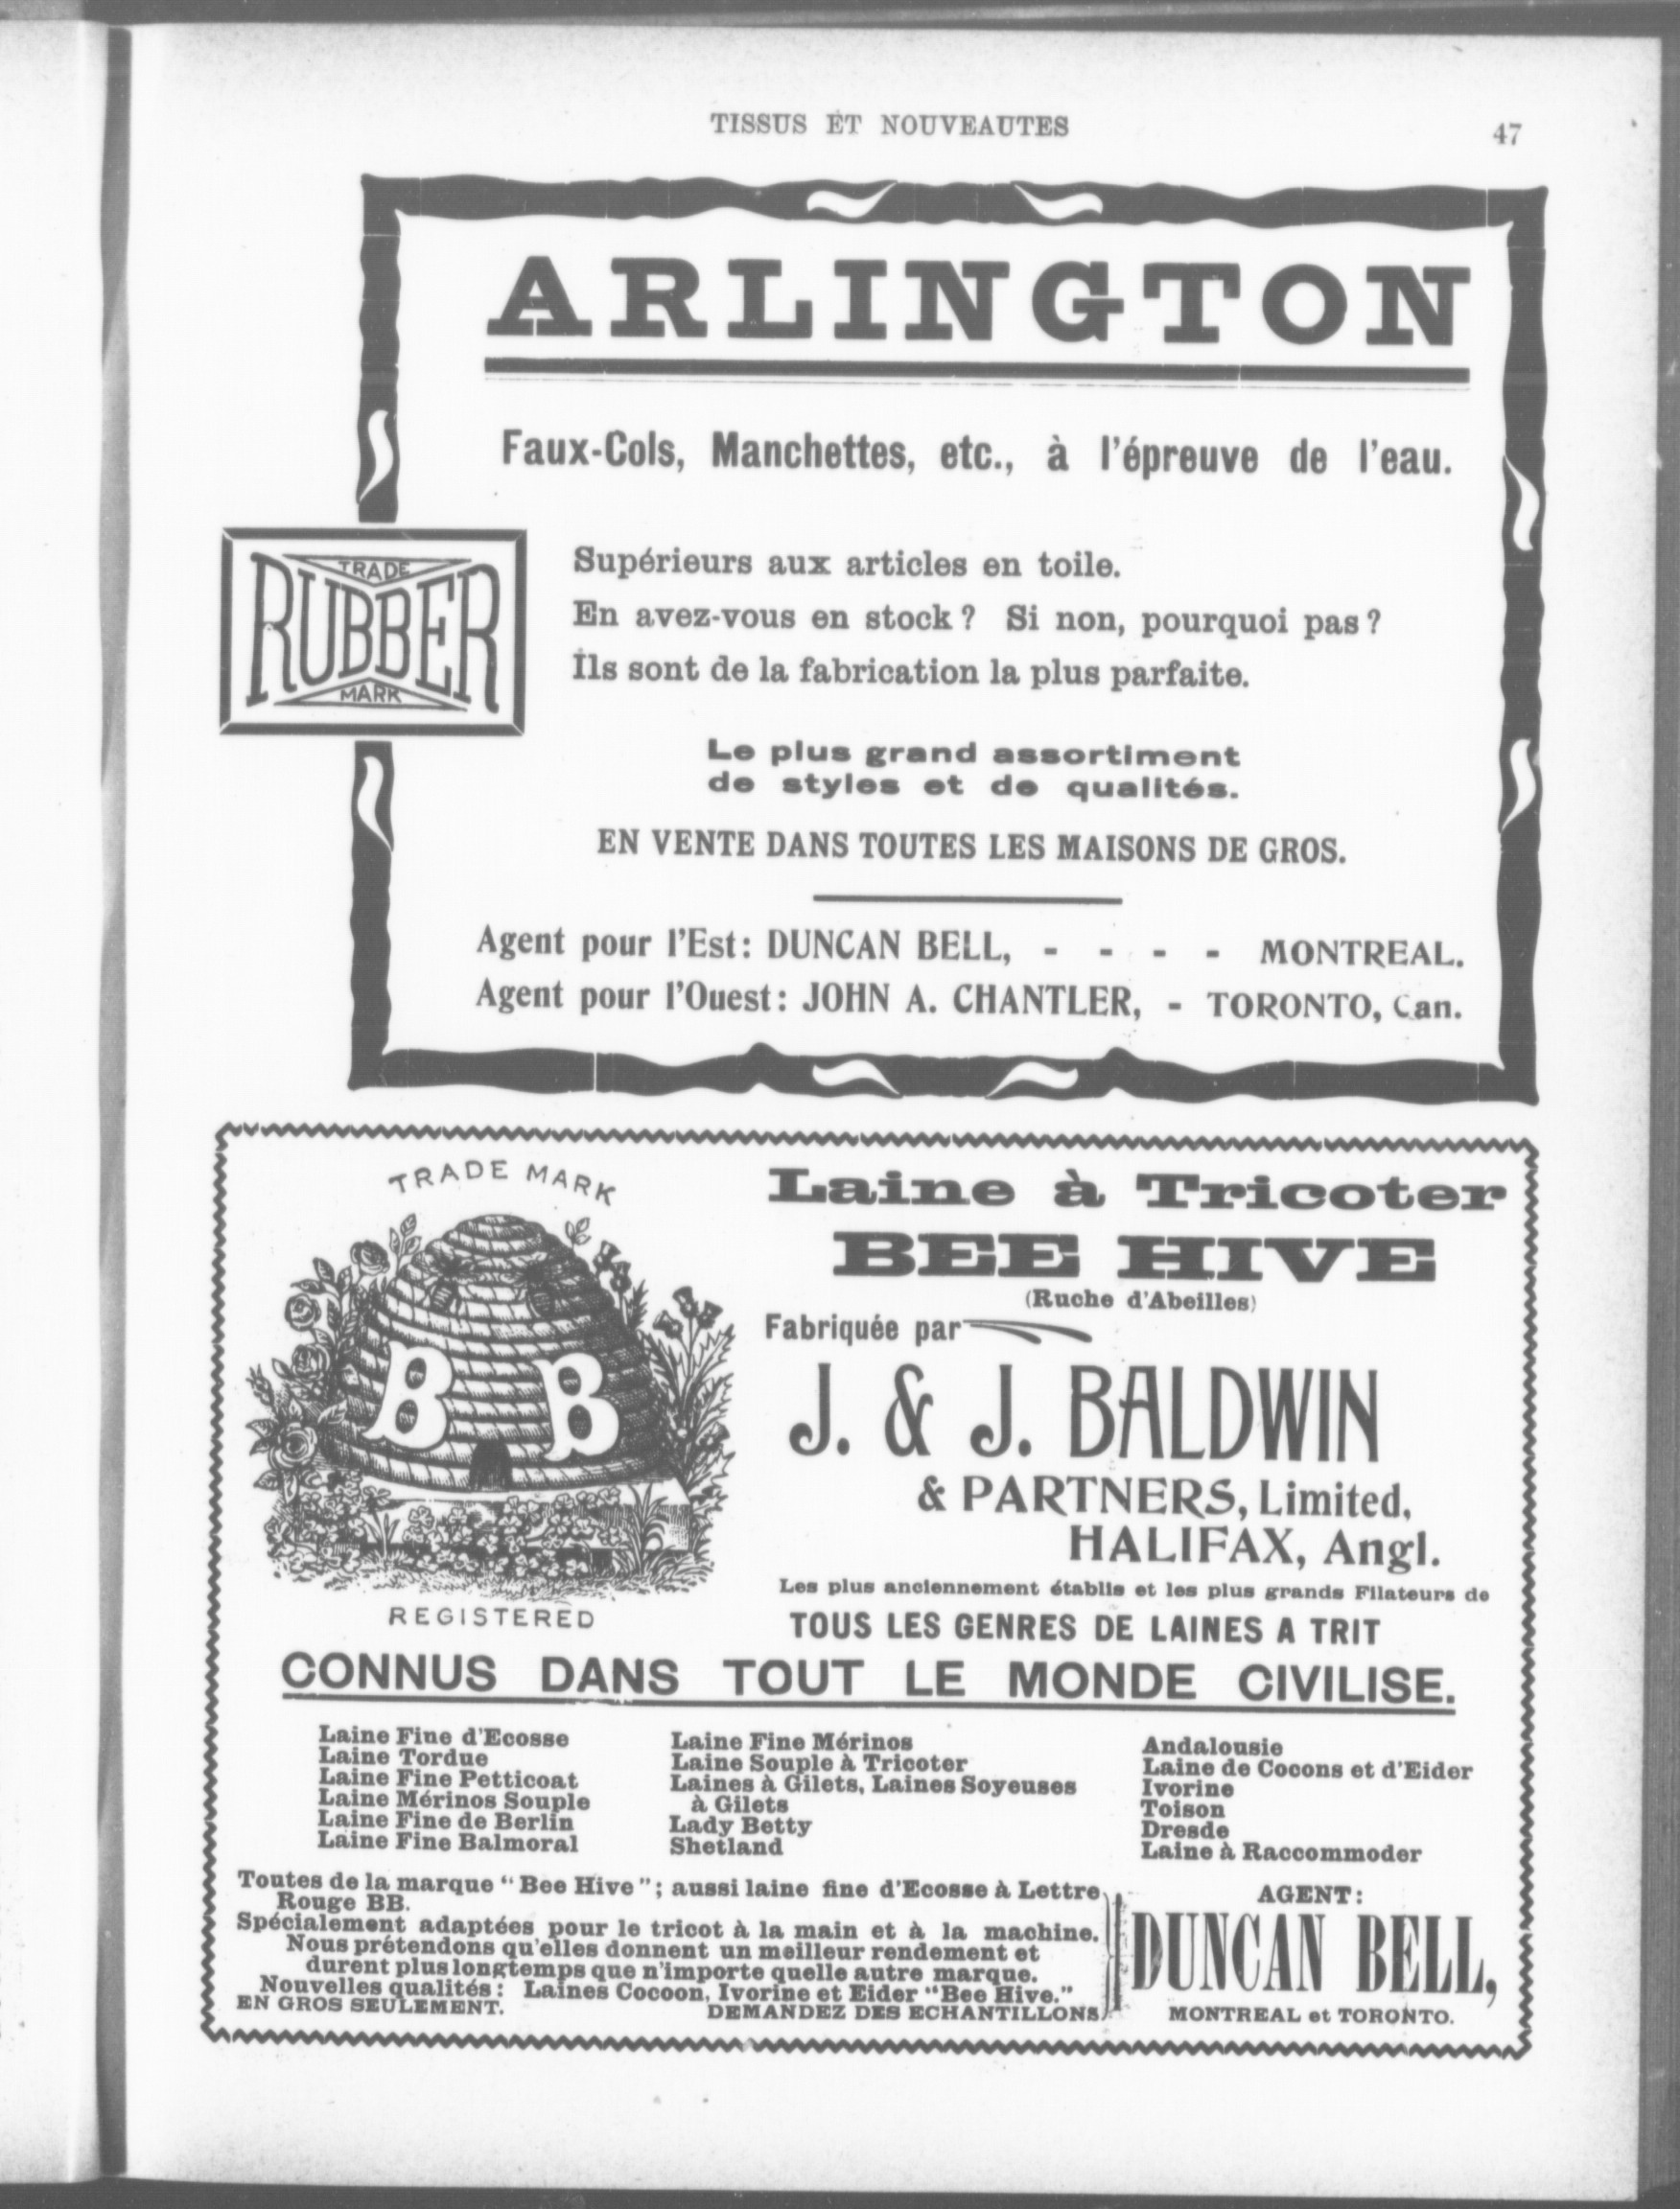 TISSUS ET NOUVEAUTES
47
ARLINGTON
Faux-Cols, Manchettes, etc., à l'épreuve de l'eau.
TRADE
RUBBER
MARK
Supérieurs aux articles en toile.
En avez-vous en stock ? Si non, pourquoi pas ?
Ils sont de la fabrication la plus parfaite.
Le plus grand assortiment
de styles et de qualités.
EN VENTE DANS TOUTES LES MAISONS DE GROS.
Agent pour l'Est: DUNCAN BELL, - - - - MONTREAL.
Agent pour l'Ouest: JOHN A. CHANTLER, - TORONTO, Can.
TRADE MARK
B B
REGISTERED
Laine à Tricoter
BEE HIVE
(Ruche d'Abeilles)
Fabriquée par
J. & J. BALDWIN
& PARTNERS, Limited,
HALIFAX, Angl.
Les plus anciennement établis et les plus grands Filateurs de
TOUS LES GENRES DE LAINES A TRIT
CONNUS DANS TOUT LE MONDE CIVILISE.
Laine Fine d'Ecosse
Laine Tordue
Laine Fine Petticoat
Laine Mérinos Souple
Laine Fine de Berlin
Laine Fine Balmoral
Laine Fine Mérinos
Laine Souple à Tricoter
Laines à Gilets, Laines Soyeuses
à Gilets
Lady Betty
Shetland
Andalousie
Laine de Cocons et d'Eider
Ivorine
Toison
Dresde
Laine à Raccommoder
Toutes de la marque "Bee Hive"; aussi laine fine d'Ecosse à Lettre
Rouge BB.
Spécialement adaptées pour le tricot à la main et à la machine.
Nous prétendons qu'elles donnent un meilleur rendement et
durent plus longtemps que n'importe quelle autre marque.
Nouvelles qualités: Laines Cocoon, Ivorine et Eider "Bee Hive."
EN GROS SEULEMENT. DEMANDEZ DES ECHANTILLONS
AGENT:
DUNCAN BELL,
MONTREAL et TORONTO.